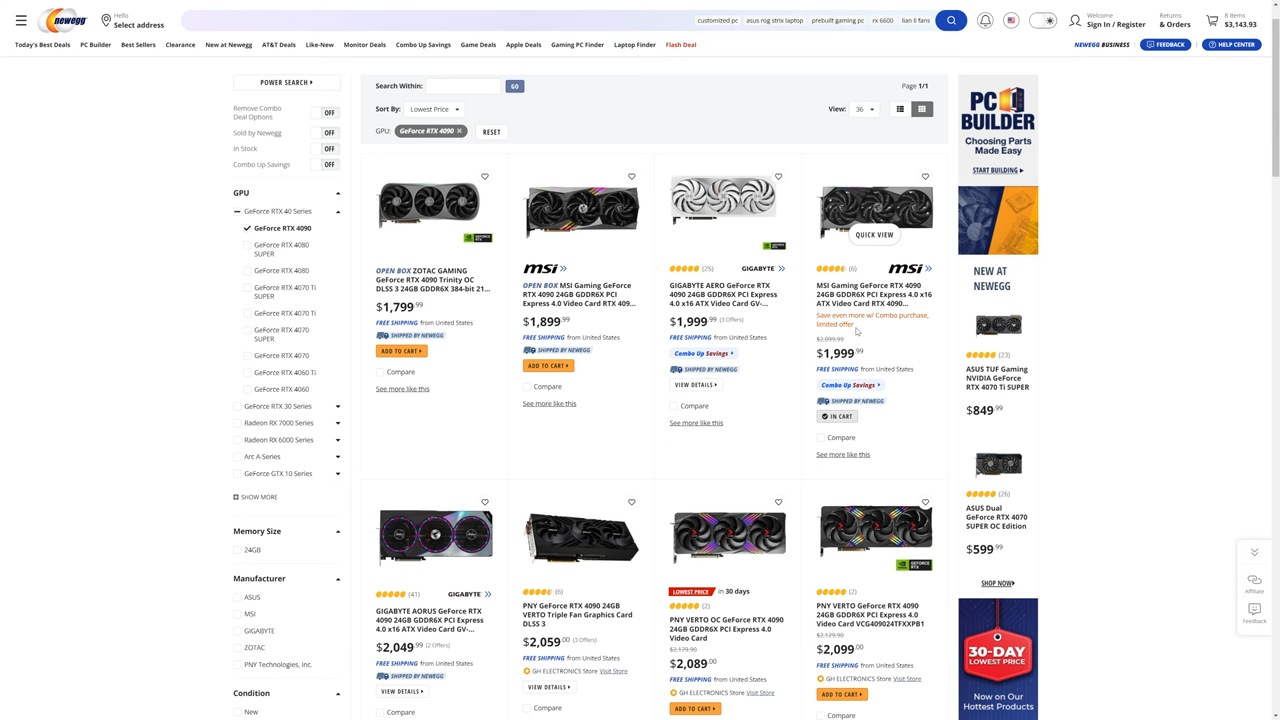 newegg
Hello
Select address
customized pc
asus rog strix laptop
prebuilt gaming pc
rx 6600
lian li fans
Welcome
Sign In / Register
Returns
& Orders
8 Items
$3,143.93
Today's Best Deals
PC Builder
Best Sellers
Clearance
New at Newegg
AT&T Deals
Like-New
Monitor Deals
Combo Up Savings
Game Deals
Apple Deals
Gaming PC Finder
Laptop Finder
Flash Deal
NEWEGG BUSINESS
FEEDBACK
HELP CENTER
POWER SEARCH
Remove Combo
Deal Options
OFF
Sold by Newegg
OFF
In Stock
OFF
Combo Up Savings
OFF
GPU
GeForce RTX 40 Series
GeForce RTX 4090
GeForce RTX 4080
SUPER
GeForce RTX 4080
GeForce RTX 4070 Ti
SUPER
GeForce RTX 4070 Ti
GeForce RTX 4070
SUPER
GeForce RTX 4070
GeForce RTX 4060 Ti
GeForce RTX 4060
GeForce RTX 30 Series
Radeon RX 7000 Series
Radeon RX 6000 Series
Arc A-Series
GeForce GTX 10 Series
SHOW MORE
Memory Size
24GB
Manufacturer
ASUS
MSI
GIGABYTE
ZOTAC
PNY Technologies, Inc.
Condition
New
Search Within:
GO
Page 1/1
Sort By:
Lowest Price
View:
36
GPU:
GeForce RTX 4090
RESET
OPEN BOX ZOTAC GAMING
GeForce RTX 4090 Trinity OC
DLSS 3 24GB GDDR6X 384-bit 21...
$1,799.99
FREE SHIPPING from United States
SHIPPED BY NEWEGG
ADD TO CART
Compare
See more like this
msi
OPEN BOX MSI Gaming GeForce
RTX 4090 24GB GDDR6X PCI
Express 4.0 Video Card RTX 409...
$1,899.99
FREE SHIPPING from United States
SHIPPED BY NEWEGG
ADD TO CART
Compare
See more like this
(25)
GIGABYTE
GIGABYTE AERO GeForce RTX
4090 24GB GDDR6X PCI Express
4.0 x16 ATX Video Card GV-...
$1,999.99 (3 Offers)
FREE SHIPPING from United States
Combo Up Savings
SHIPPED BY NEWEGG
VIEW DETAILS
Compare
See more like this
QUICK VIEW
(6)
msi
MSI Gaming GeForce RTX 4090
24GB GDDR6X PCI Express 4.0 x16
ATX Video Card RTX 4090...
Save even more w/ Combo purchase,
limited offer
$2,099.99
$1,999.99
FREE SHIPPING from United States
Combo Up Savings
SHIPPED BY NEWEGG
IN CART
Compare
See more like this
(41)
GIGABYTE
GIGABYTE AORUS GeForce RTX
4090 24GB GDDR6X PCI Express
4.0 x16 ATX Video Card GV-...
$2,049.99 (2 Offers)
FREE SHIPPING from United States
SHIPPED BY NEWEGG
VIEW DETAILS
Compare
(6)
PNY GeForce RTX 4090 24GB
VERTO Triple Fan Graphics Card
DLSS 3
$2,059.00 (3 Offers)
FREE SHIPPING from United States
GH ELECTRONICS Store Visit Store
VIEW DETAILS
Compare
LOWEST PRICE in 30 days
(2)
PNY VERTO OC GeForce RTX 4090
24GB GDDR6X PCI Express 4.0
Video Card
$2,179.90
$2,089.00
FREE SHIPPING from United States
GH ELECTRONICS Store Visit Store
ADD TO CART
(2)
PNY VERTO GeForce RTX 4090
24GB GDDR6X PCI Express 4.0
Video Card VCG409024TFXXPB1
$2,129.90
$2,099.00
FREE SHIPPING from United States
GH ELECTRONICS Store Visit Store
ADD TO CART
Compare
PC
BUILDER
Choosing Parts
Made Easy
START BUILDING
NEW AT
NEWEGG
(23)
ASUS TUF Gaming
NVIDIA GeForce
RTX 4070 Ti SUPER
$849.99
(26)
ASUS Dual
GeForce RTX 4070
SUPER OC Edition
$599.99
SHOP NOW
30-DAY
LOWEST PRICE
Now on Our
Hottest Products
Affiliate
Feedback